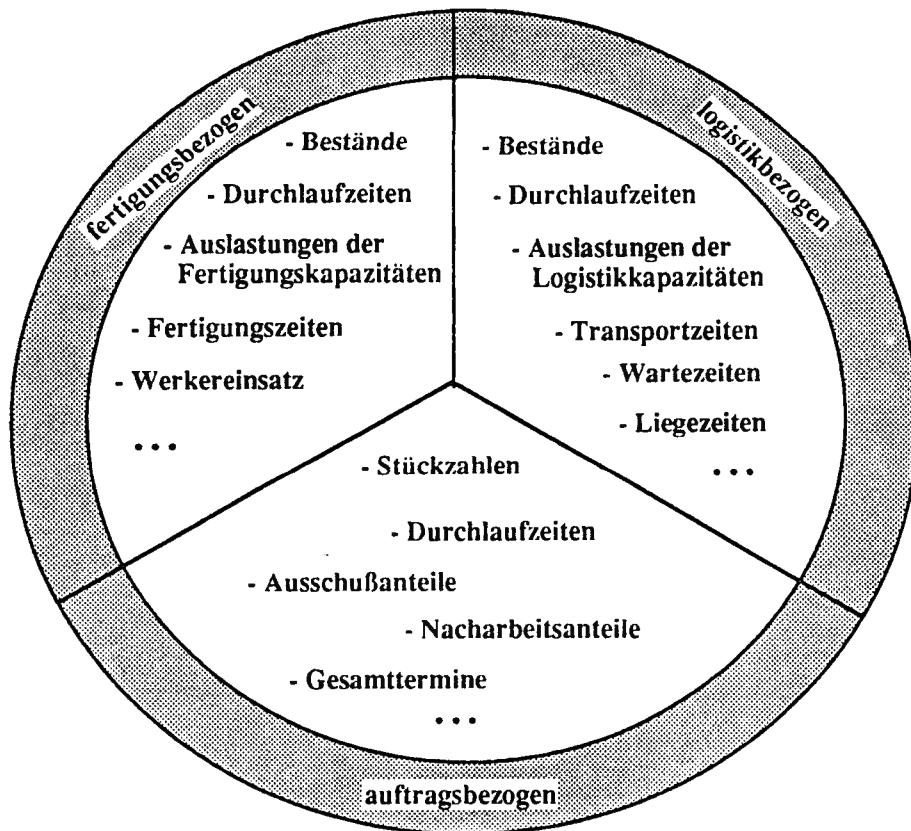 fertigungsbezogen
- Bestände
- Durchlaufzeiten
- Auslastungen der
Fertigungskapazitäten
- Fertigungszeiten
- Werkereinsatz
...
logistikbezogen
- Bestände
- Durchlaufzeiten
- Auslastungen der
Logistikkapazitäten
- Transportzeiten
- Wartezeiten
- Liegezeiten
...
- Stückzahlen
- Durchlaufzeiten
- Ausschußanteile
- Nacharbeitsanteile
- Gesamttermine
...
auftragsbezogen